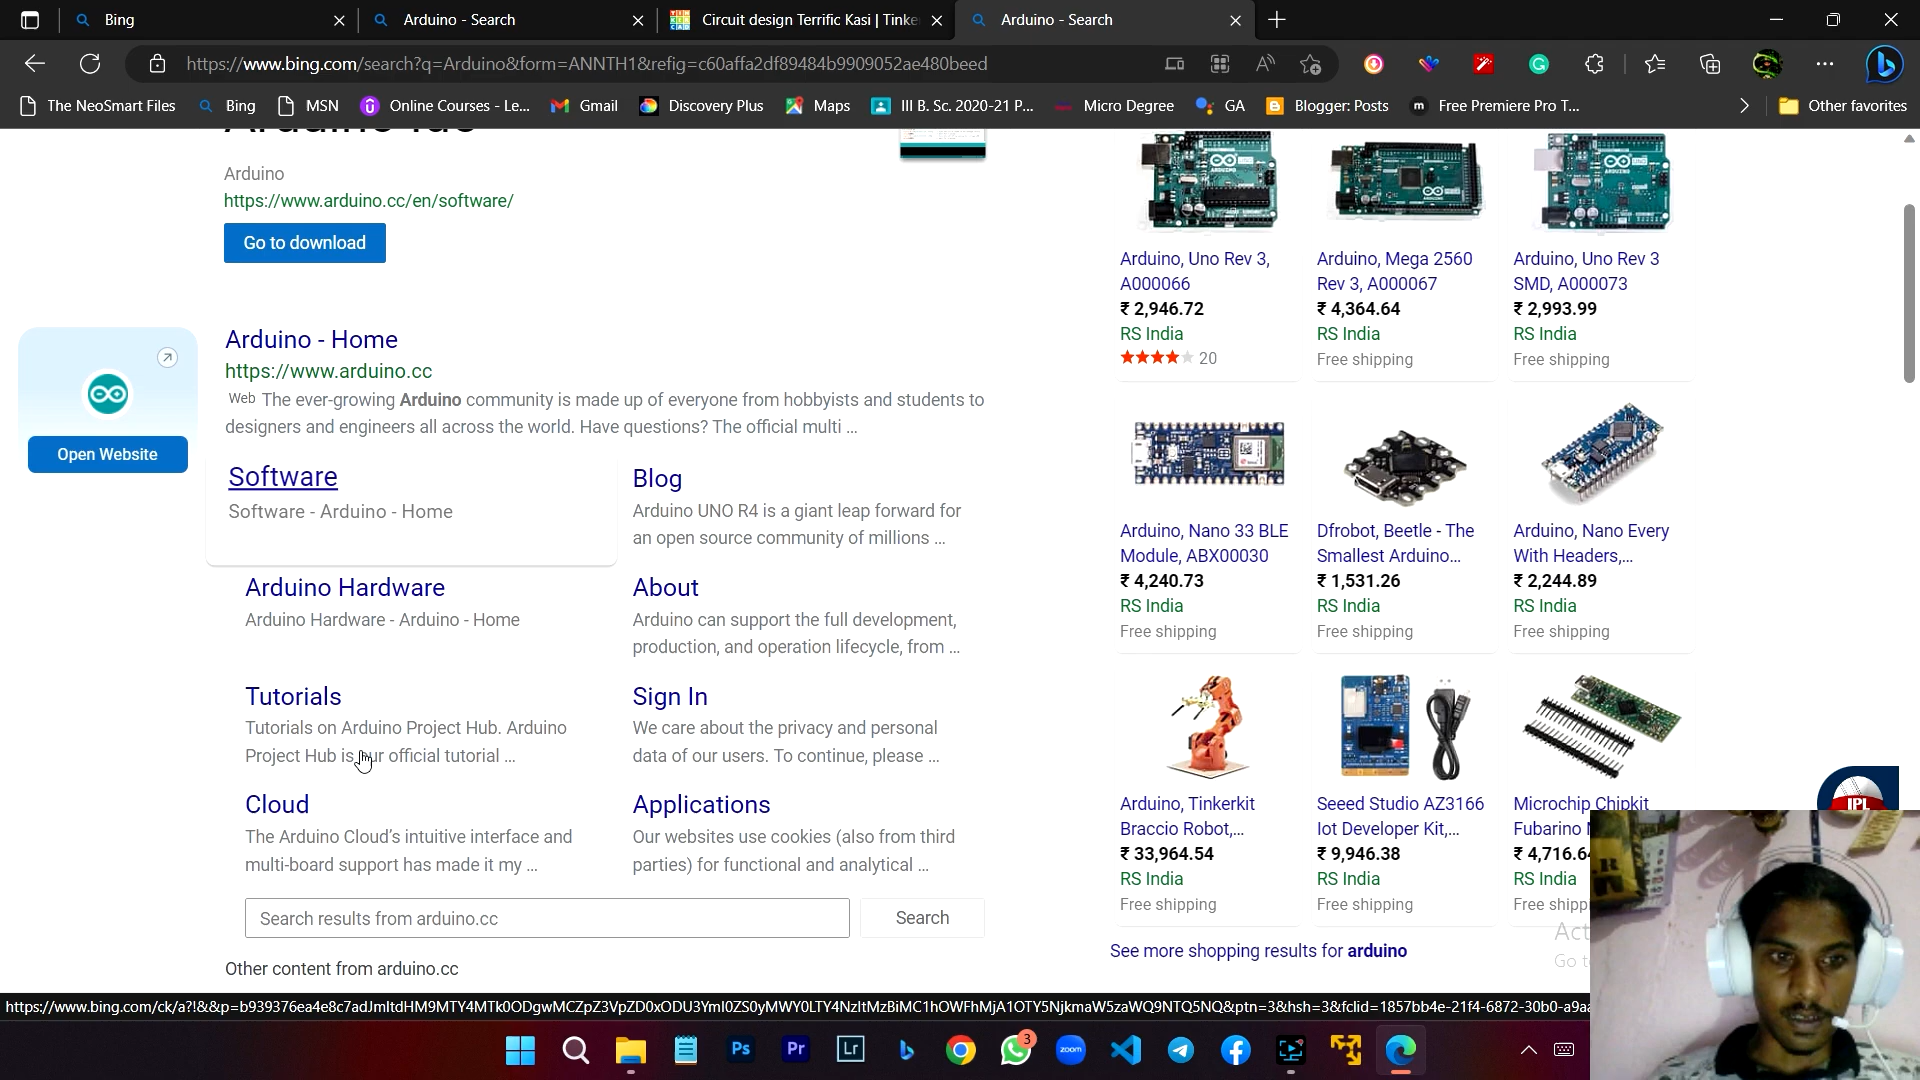 Bing
Arduino - Search
Circuit design Terrific Kasi | Tinke
Arduino - Search
https://www.bing.com/search?q=Arduino&form=ANNTH1&refig=c60affa2df89484b9909052ae480beed
The NeoSmart Files
Bing
MSN
Online Courses - Le...
Gmail
Discovery Plus
Maps
III B. Sc. 2020-21 P...
Micro Degree
GA
Blogger: Posts
Free Premiere Pro T...
Other favorites
Arduino
https://www.arduino.cc/en/software/
Go to download
Arduino - Home
https://www.arduino.cc
Web The ever-growing Arduino community is made up of everyone from hobbyists and students to
designers and engineers all across the world. Have questions? The official multi ...
Open Website
Software
Software - Arduino - Home
Blog
Arduino UNO R4 is a giant leap forward for
an open source community of millions ...
Arduino Hardware
Arduino Hardware - Arduino - Home
About
Arduino can support the full development,
production, and operation lifecycle, from ...
Tutorials
Tutorials on Arduino Project Hub. Arduino
Project Hub is our official tutorial ...
Sign In
We care about the privacy and personal
data of our users. To continue, please ...
Cloud
The Arduino Cloud's intuitive interface and
multi-board support has made it my ...
Applications
Our websites use cookies (also from third
parties) for functional and analytical ...
Search results from arduino.cc
Search
Other content from arduino.cc
Arduino, Uno Rev 3,
A000066
₹ 2,946.72
RS India
20
Arduino, Mega 2560
Rev 3, A000067
₹ 4,364.64
RS India
Free shipping
Arduino, Uno Rev 3
SMD, A000073
₹ 2,993.99
RS India
Free shipping
Arduino, Nano 33 BLE
Module, ABX00030
₹ 4,240.73
RS India
Free shipping
Dfrobot, Beetle - The
Smallest Arduino...
₹ 1,531.26
RS India
Free shipping
Arduino, Nano Every
With Headers,...
₹ 2,244.89
RS India
Free shipping
Arduino, Tinkerkit
Braccio Robot,...
₹ 33,964.54
RS India
Free shipping
Seeed Studio AZ3166
Iot Developer Kit,...
₹ 9,946.38
RS India
Free shipping
Microchip Chipkit
Fubarino
₹ 4,716.64
RS India
Free shipp
IPL
See more shopping results for arduino
Act
Go t
Ps
Pr
Lr
3
zoom